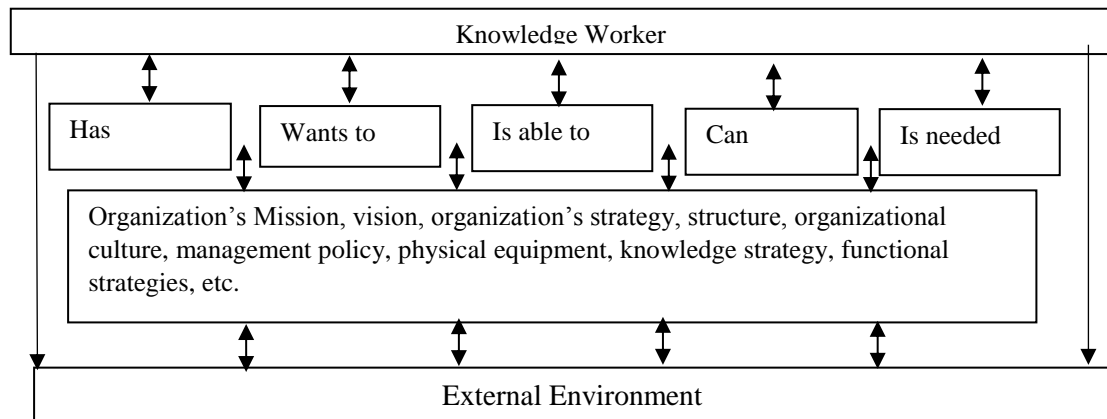 Knowledge Worker
Has
Wants to
Is able to
Can
Is needed
Organization’s Mission, vision, organization’s strategy, structure, organizational
culture, management policy, physical equipment, knowledge strategy, functional
strategies, etc.
External Environment